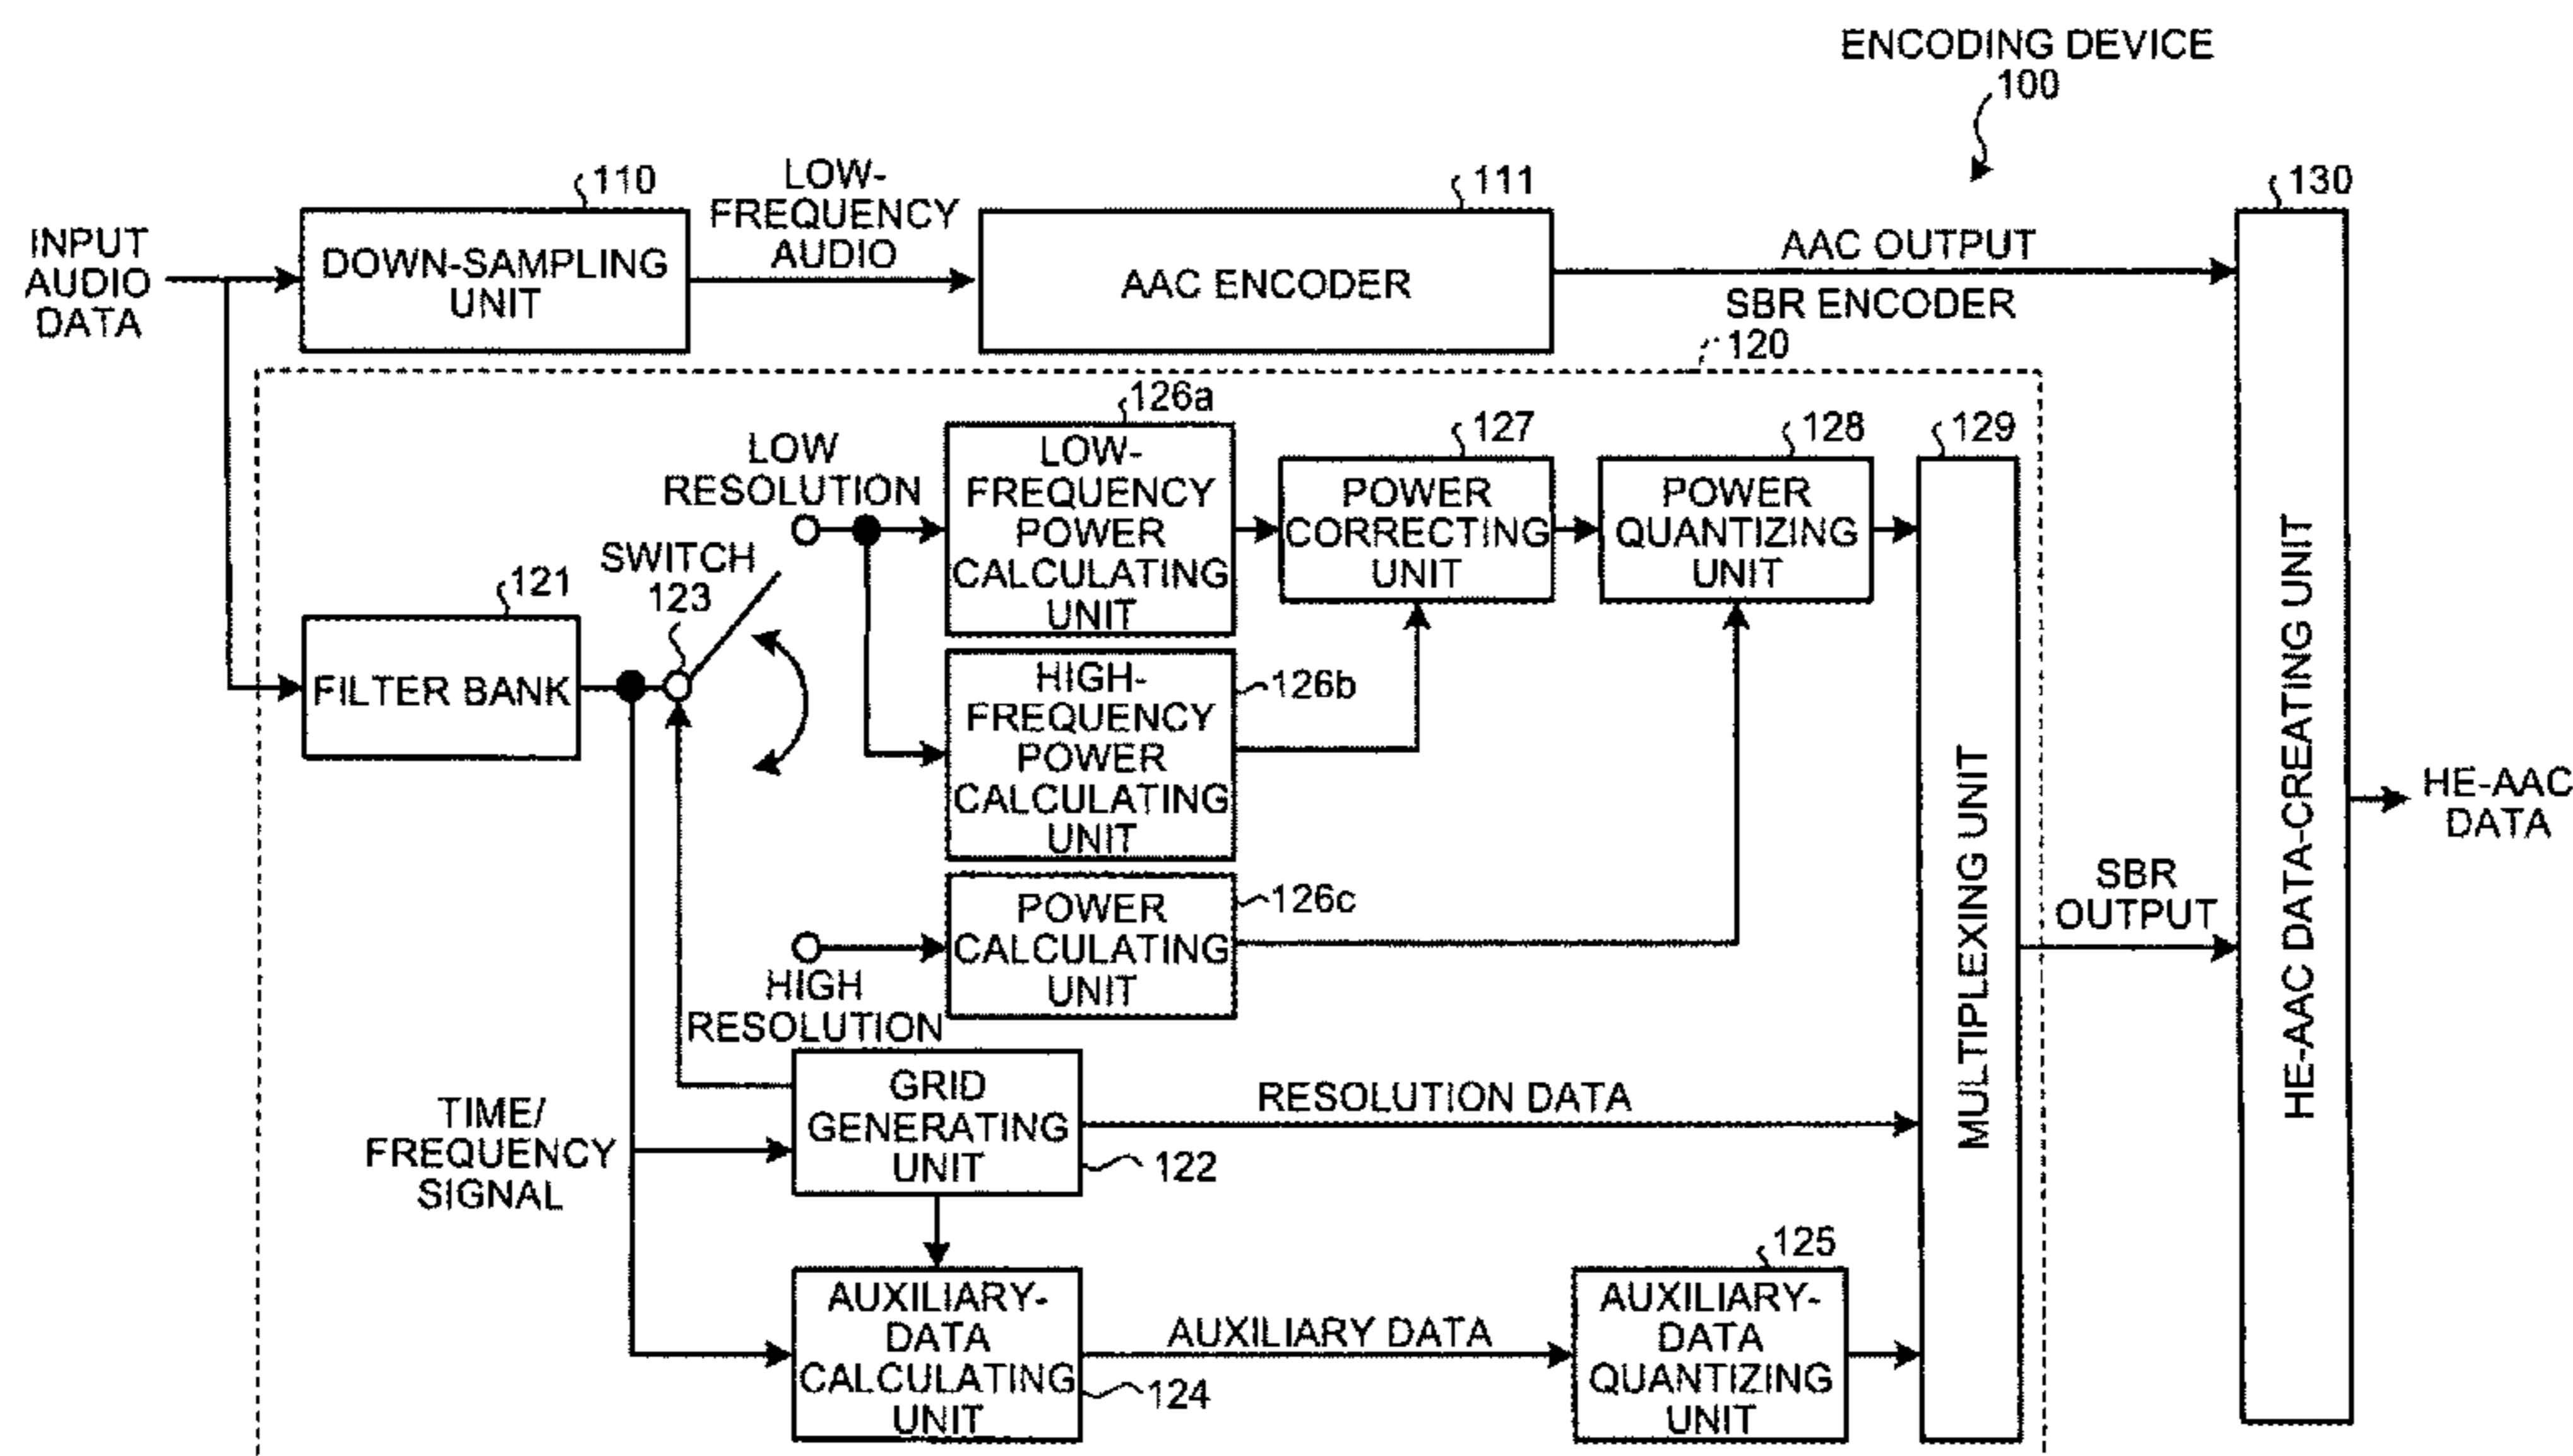 ENCODING DEVICE
100
INPUT
AUDIO
DATA
110
DOWN-SAMPLING
UNIT
LOW-
FREQUENCY
AUDIO
111
AAC ENCODER
AAC OUTPUT
SBR ENCODER
120
130
HE-AAC DATA-CREATING UNIT
HE-AAC
DATA
121
FILTER BANK
SWITCH
123
LOW
RESOLUTION
126a
LOW-
FREQUENCY
POWER
CALCULATING
UNIT
127
POWER
CORRECTING
UNIT
128
POWER
QUANTIZING
UNIT
129
MULTIPLEXING UNIT
126b
HIGH-
FREQUENCY
POWER
CALCULATING
UNIT
126c
POWER
CALCULATING
UNIT
HIGH
RESOLUTION
SBR
OUTPUT
TIME/
FREQUENCY
SIGNAL
GRID
GENERATING
UNIT
122
RESOLUTION DATA
AUXILIARY-
DATA
CALCULATING
UNIT
124
AUXILIARY DATA
125
AUXILIARY-
DATA
QUANTIZING
UNIT